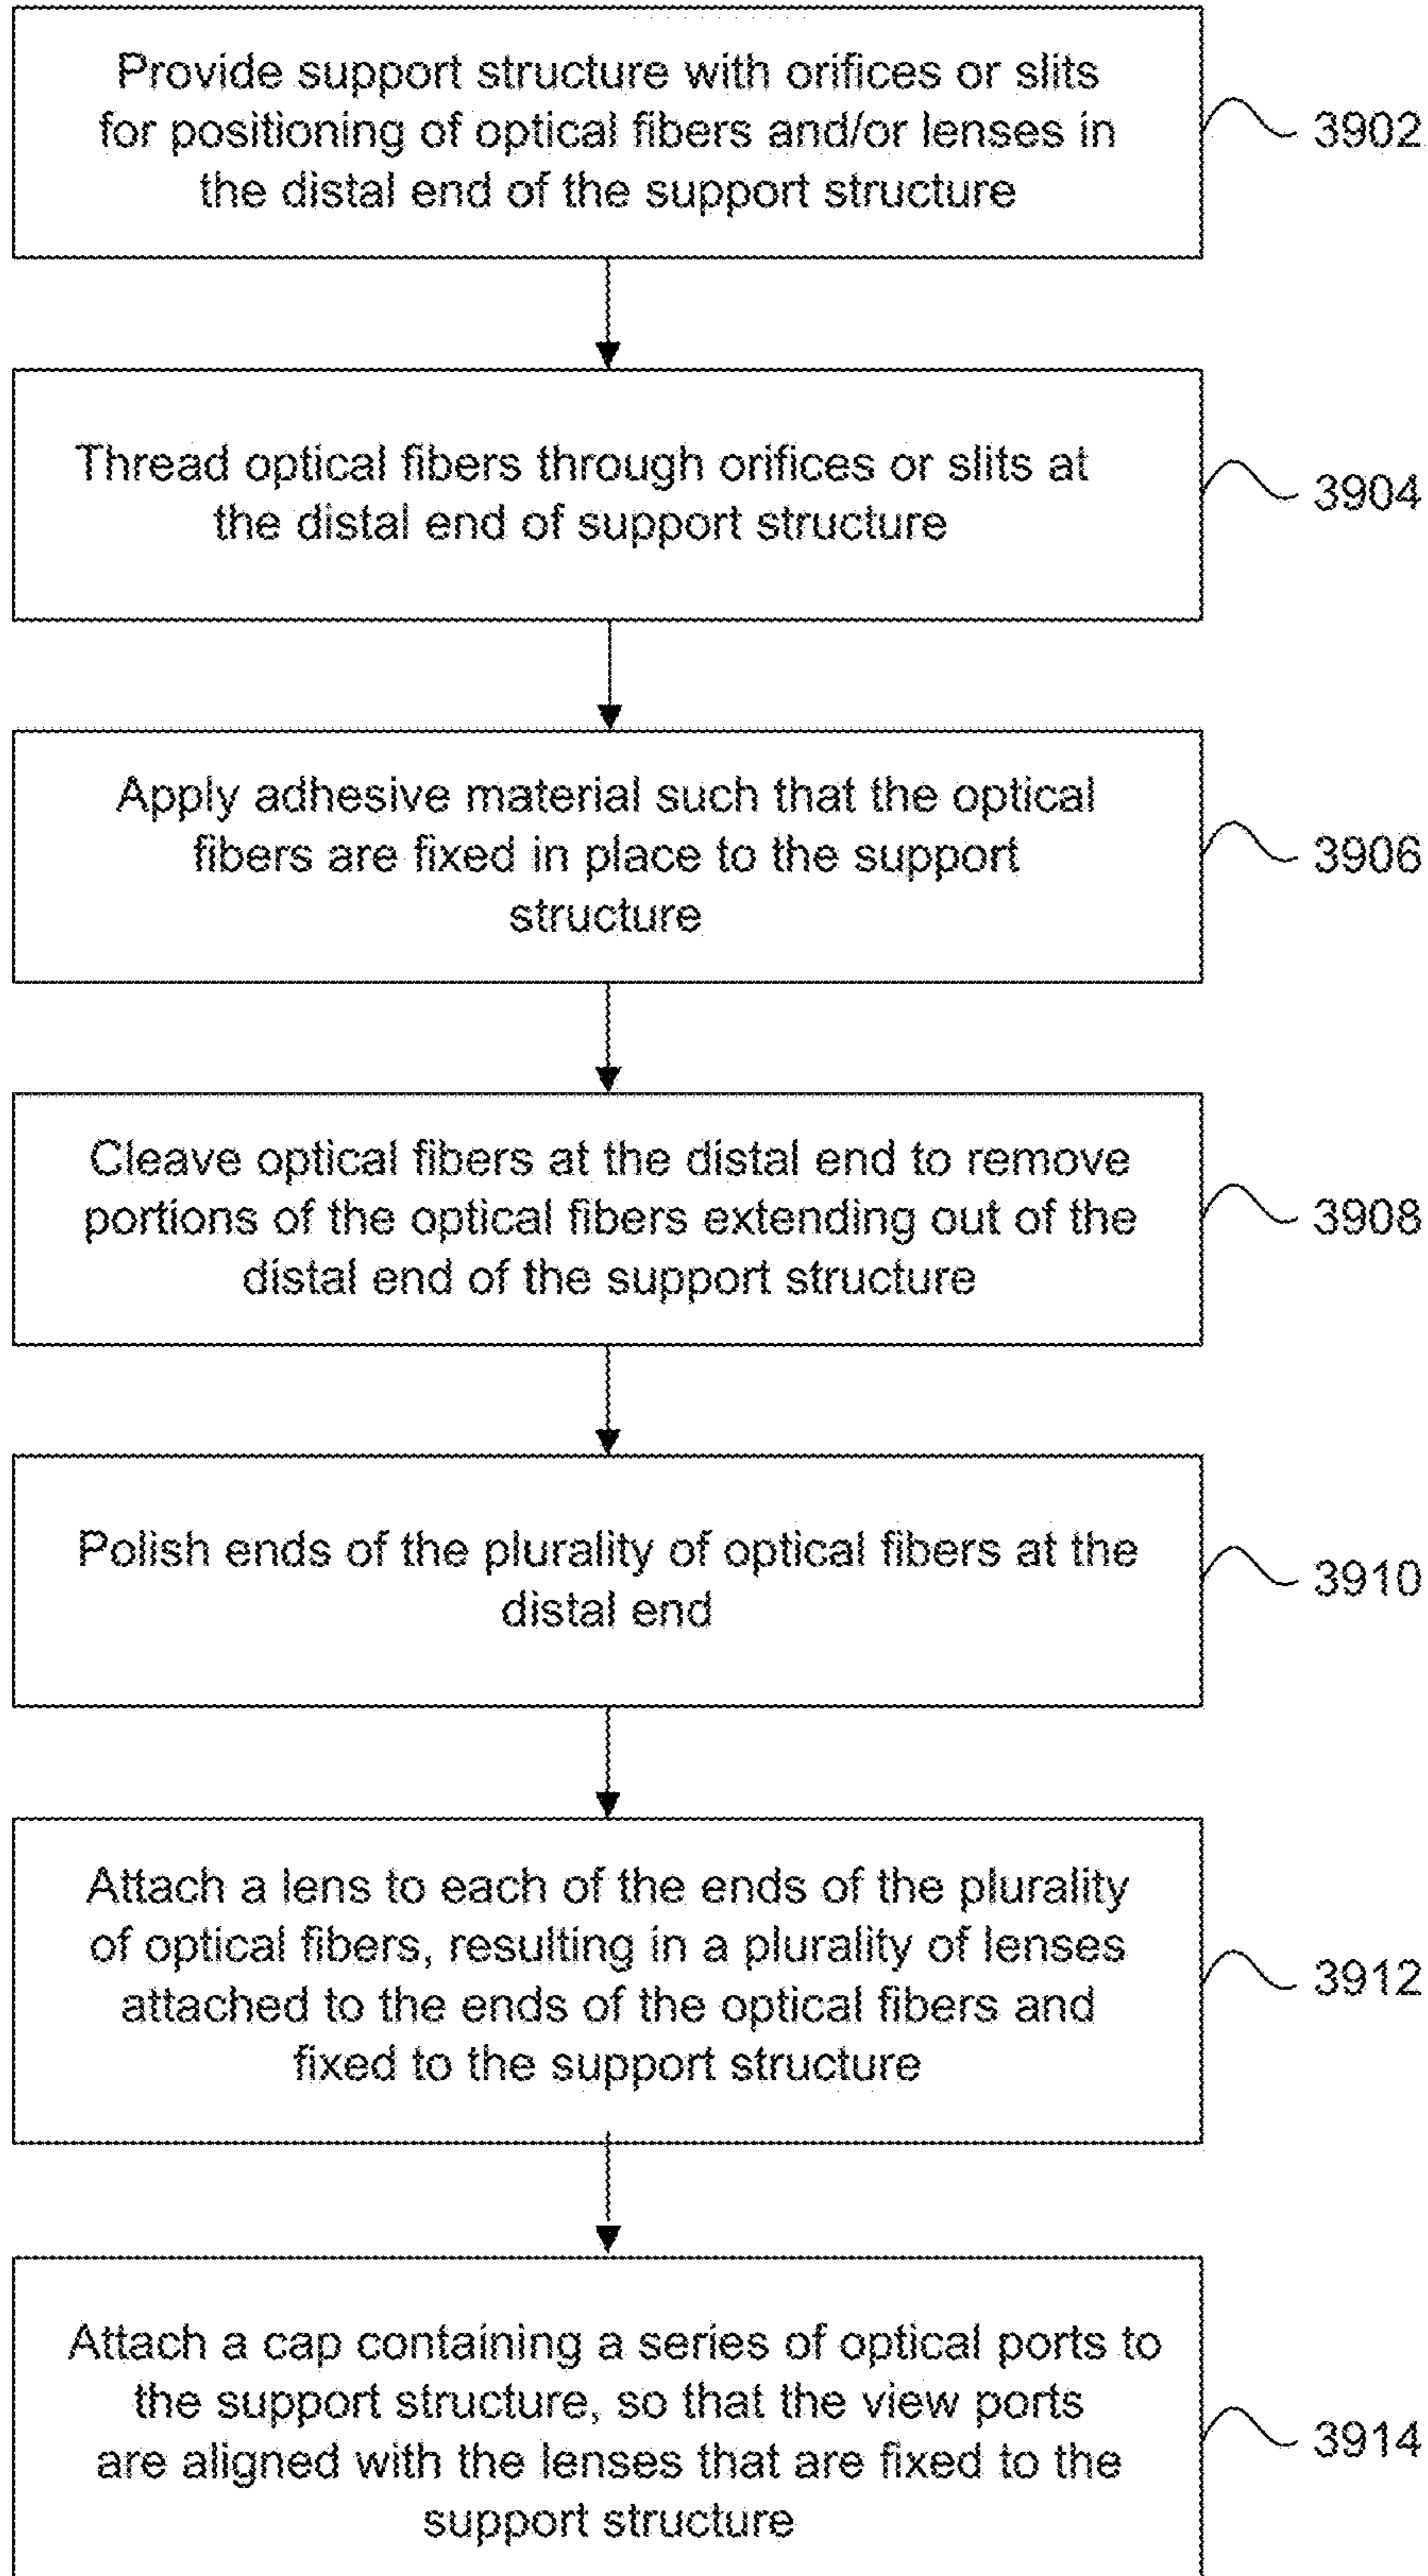 Provide support structure with orifices or slits
for positioning of optical fibers and/or lenses in
the distal end of the support structure
3902
Thread optical fibers through orifices or slits at
the distal end of support structure
3904
Apply adhesive material such that the optical
fibers are fixed in place to the support
structure
3906
Cleave optical fibers at the distal end to remove
portions of the optical fibers extending out of the
distal end of the support structure
3908
Polish ends of the plurality of optical fibers at the
distal end
3910
Attach a lens to each of the ends of the plurality
of optical fibers, resulting in a plurality of lenses
attached to the ends of the optical fibers and
fixed to the support structure
3912
Attach a cap containing a series of optical ports to
the support structure, so that the view ports
are aligned with the lenses that are fixed to the
support structure
3914